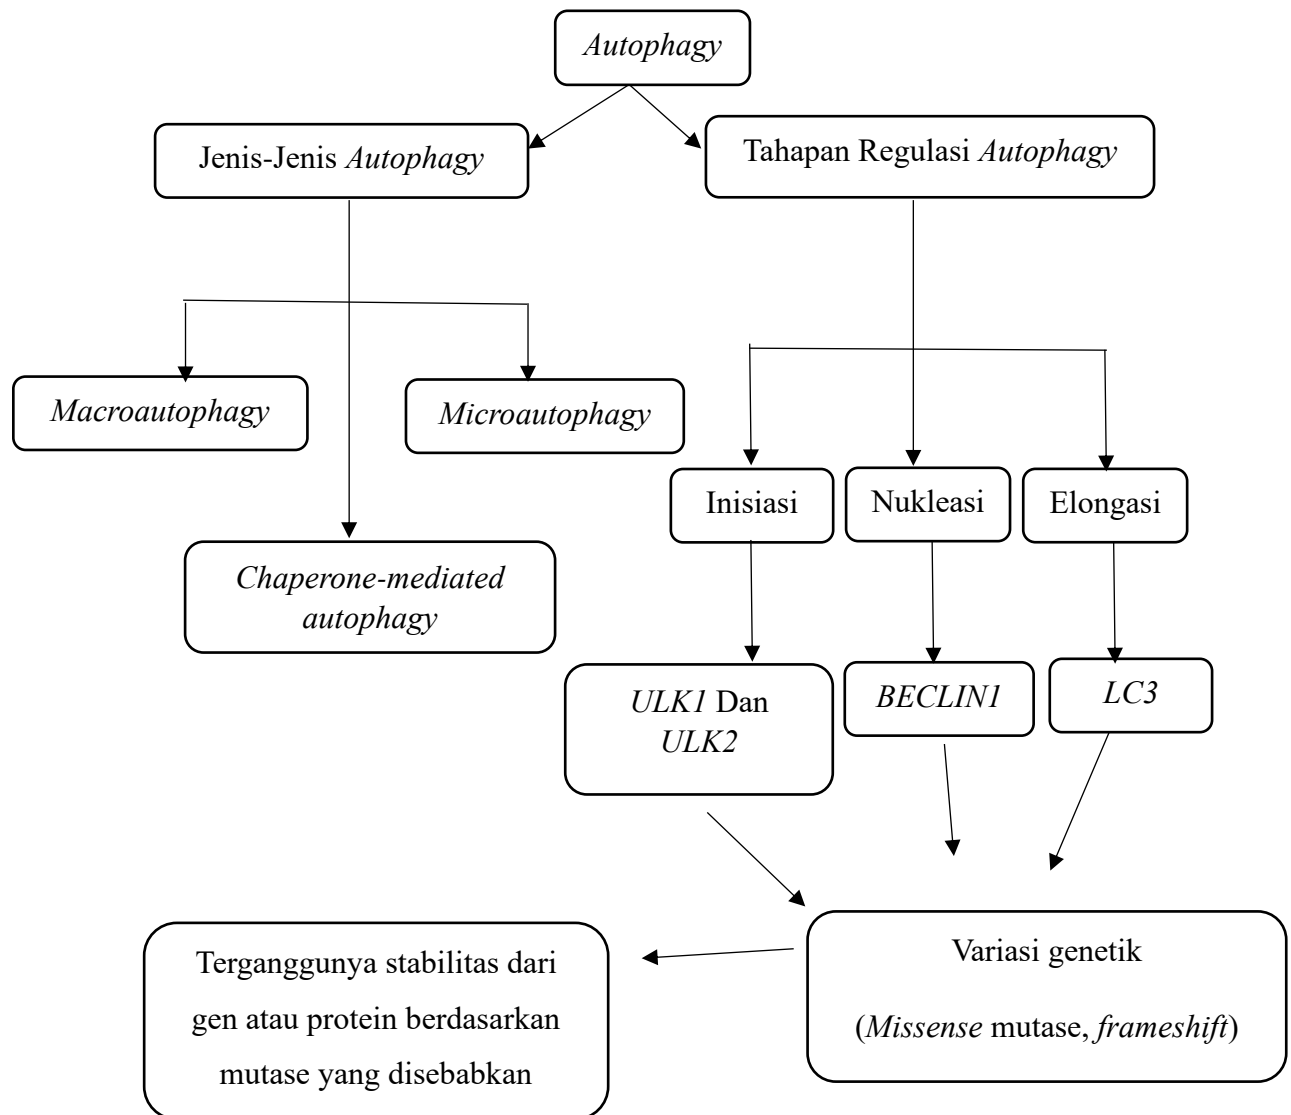 Autophagy
Jenis-Jenis Autophagy
Tahapan Regulasi Autophagy
Macroautophagy
Microautophagy
Chaperone-mediated
autophagy
Inisiasi
Nukleasi
Elongasi
ULK1 Dan
ULK2
BECLIN1
LC3
Variasi genetik
(Missense mutase, frameshift)
Terganggunya stabilitas dari
gen atau protein berdasarkan
mutase yang disebabkan